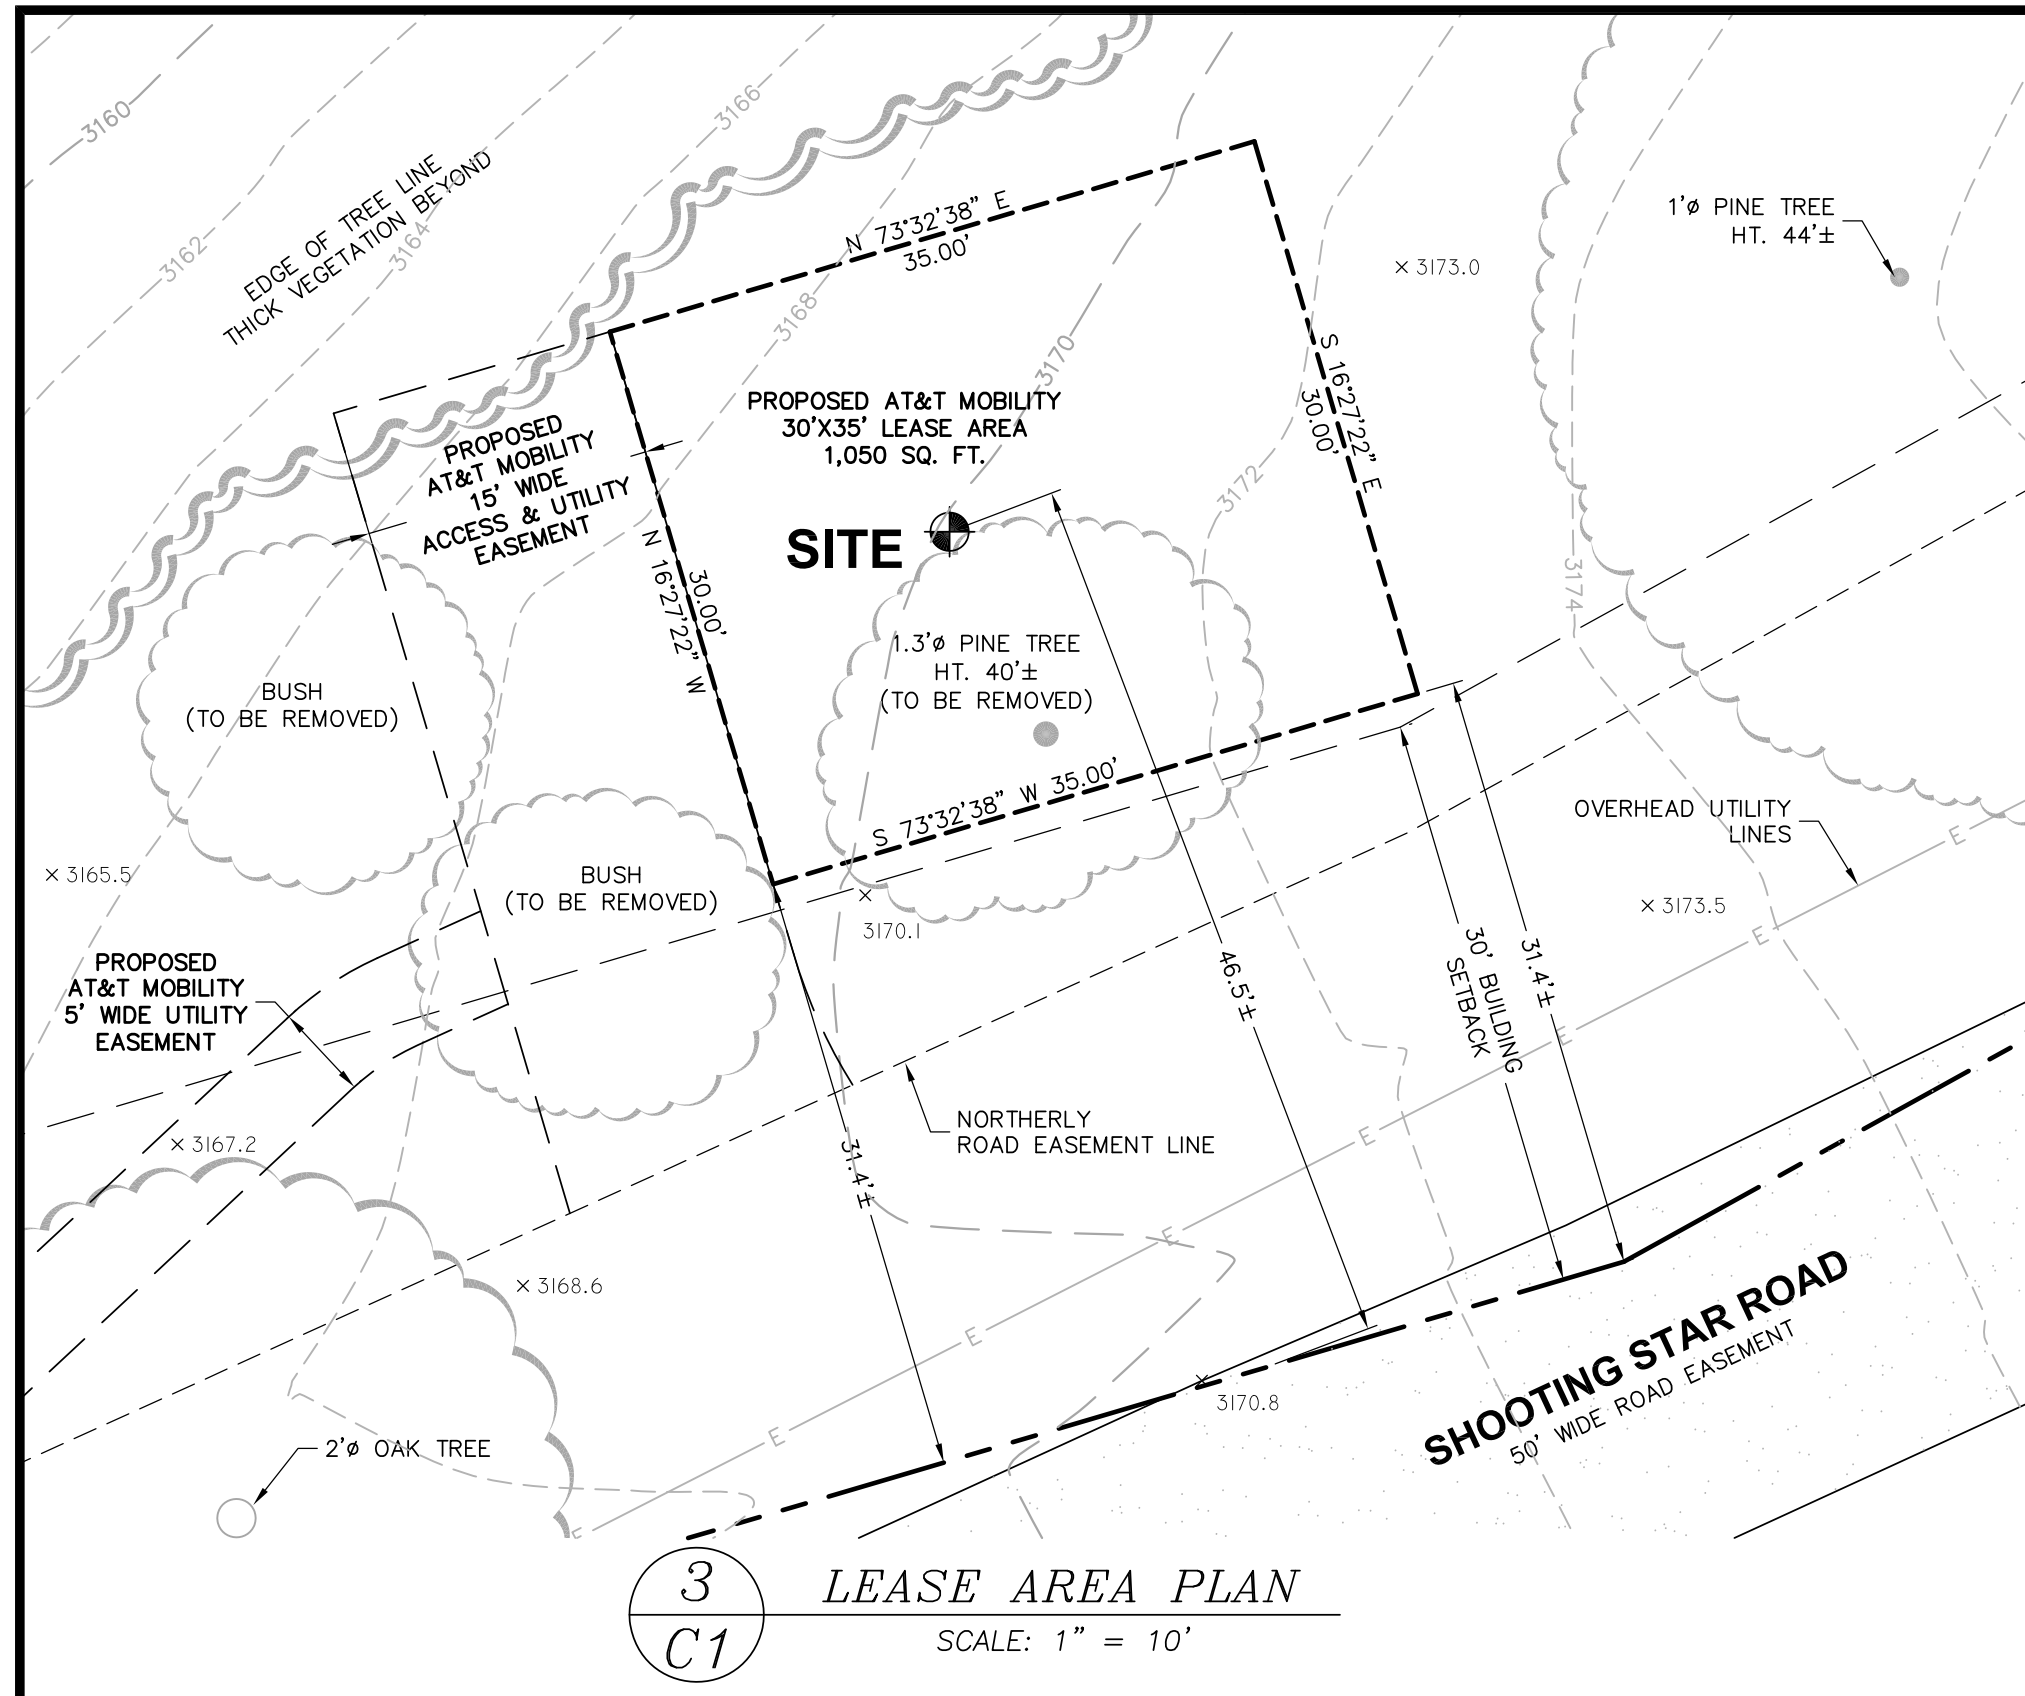 3160
3162
EDGE OF TREE LINE
THICK VEGETATION BEYOND
3164
3166
3168
3170
3172
3174
N 73°32'38" E
35.00'
S 16°27'22" E
30.00'
× 3173.0
1'ø PINE TREE
HT. 44'±
PROPOSED AT&T MOBILITY
30'X35' LEASE AREA
1,050 SQ. FT.
PROPOSED
AT&T MOBILITY
15' WIDE
ACCESS & UTILITY
EASEMENT
N 16°27'22" W
30.00'
SITE
1.3'ø PINE TREE
HT. 40'±
(TO BE REMOVED)
BUSH
(TO BE REMOVED)
S 73°32'38" W 35.00'
OVERHEAD UTILITY
LINES
× 3165.5
BUSH
(TO BE REMOVED)
×
3170.1
× 3173.5
PROPOSED
AT&T MOBILITY
5' WIDE UTILITY
EASEMENT
46.5'±
30' BUILDING
SETBACK
31.4'±
× 3167.2
NORTHERLY
ROAD EASEMENT LINE
31.4'±
× 3168.6
E
E
E
E
E
E
E
E
×
3170.8
SHOOTING STAR ROAD
50' WIDE ROAD EASEMENT
2'ø OAK TREE
3
C1
LEASE AREA PLAN
SCALE: 1" = 10'